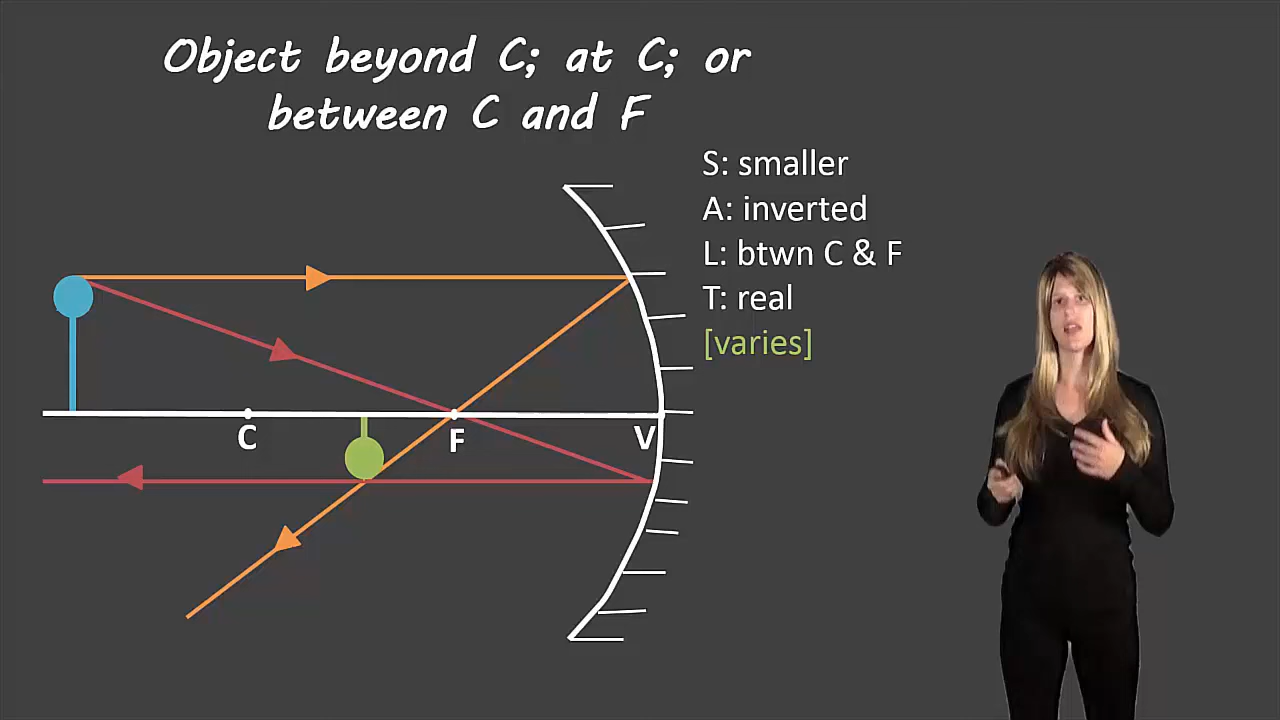 Object beyond C; at C; or
between C and F
S: smaller
A: inverted
L: btwn C & F
T: real
[varies]
C
F
V